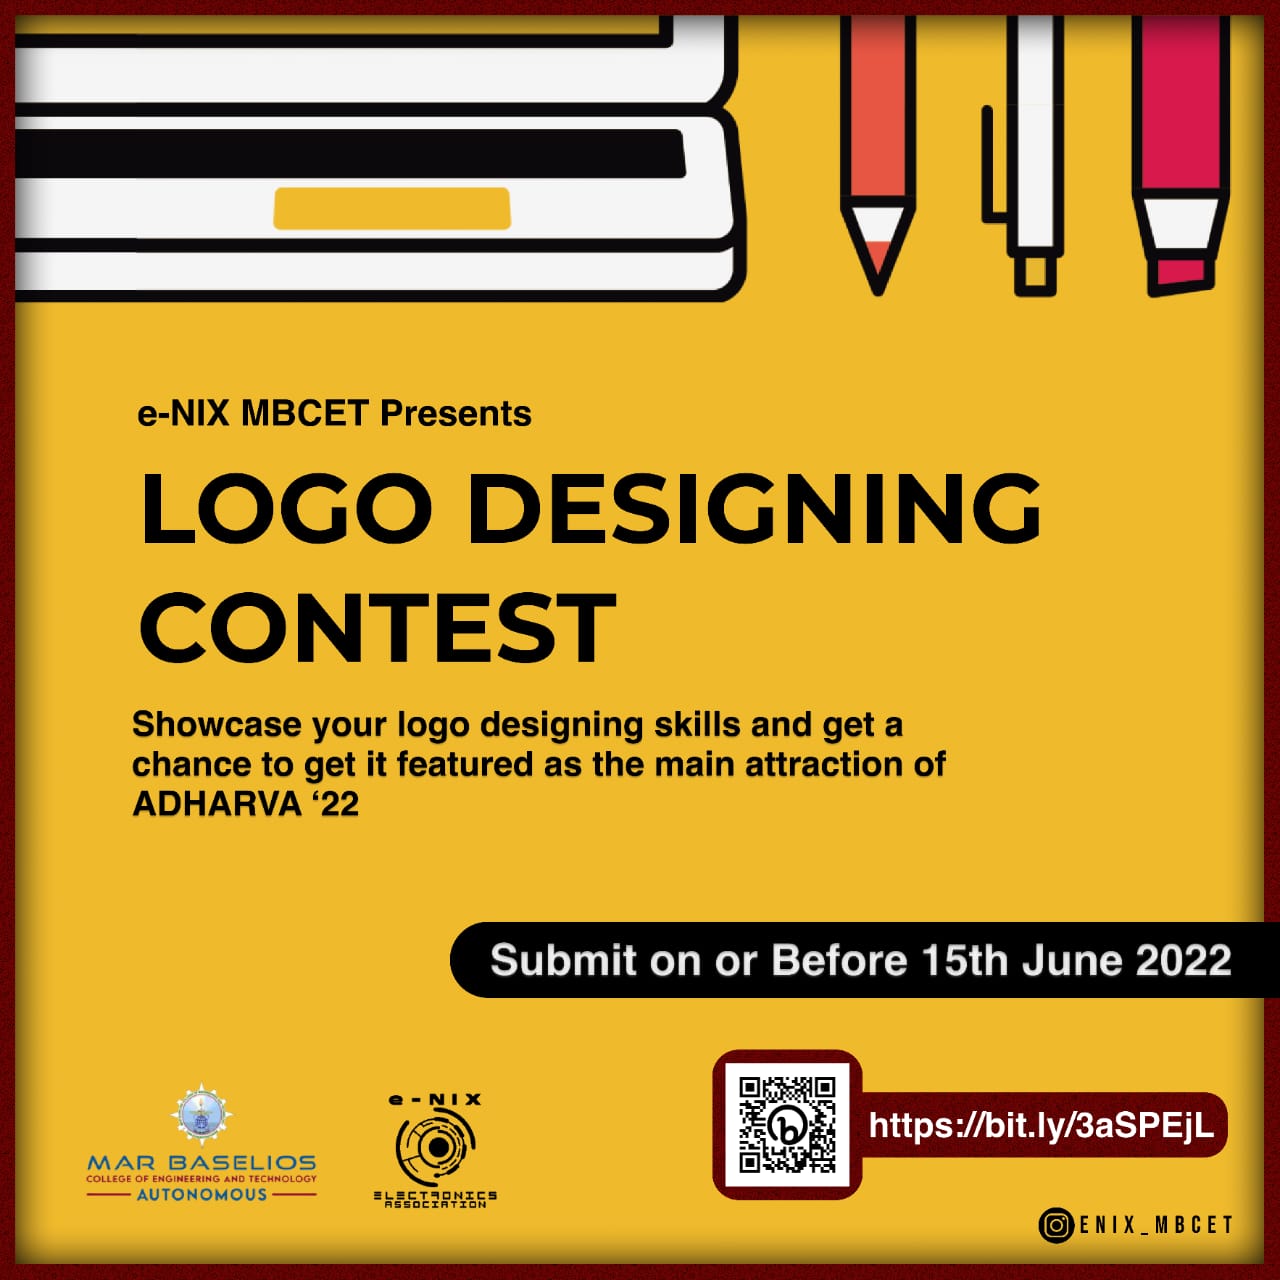 e-NIX MBCET Presents
LOGO DESIGNING
CONTEST
Showcase your logo designing skills and get a
chance to get it featured as the main attraction of
ADHARVA ‘22
Submit on or Before 15th June 2022
MAR BASELIOS
COLLEGE OF ENGINEERING AND TECHNOLOGY
AUTONOMOUS
e-NIX
ELECTRONICS
ASSOCIATION
https://bit.ly/3aSPEjL
ENIX_MBCET